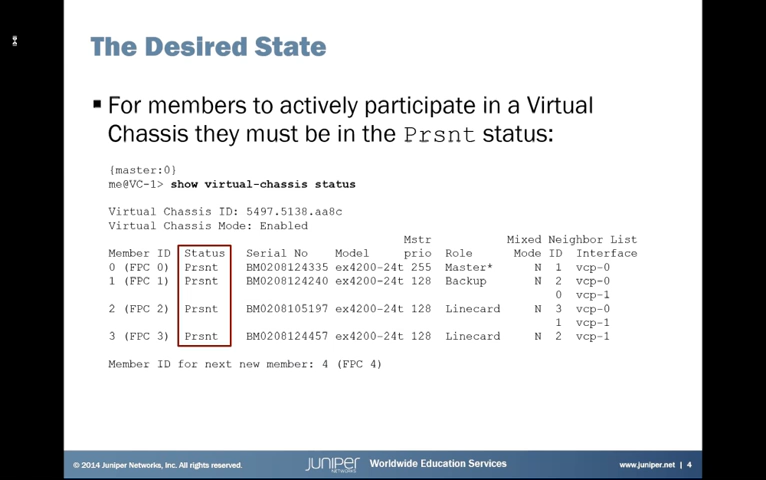 The Desired State
▪ For members to actively participate in a Virtual
Chassis they must be in the Prsnt status:
{master:0}
me@VC-1> show virtual-chassis status
Virtual Chassis ID: 5497.5138.aa8c
Virtual Chassis Mode: Enabled
Mstr Mixed Neighbor List
Member ID Status Serial No Model prio Role Mode ID Interface
0 (FPC 0) Prsnt BM0208124335 ex4200-24t 255 Master* N 1 vcp-0
1 (FPC 1) Prsnt BM0208124240 ex4200-24t 128 Backup N 2 vcp-0
0 vcp-1
2 (FPC 2) Prsnt BM0208105197 ex4200-24t 128 Linecard N 3 vcp-0
1 vcp-1
3 (FPC 3) Prsnt BM0208124457 ex4200-24t 128 Linecard N 2 vcp-1
Member ID for next new member: 4 (FPC 4)
© 2014 Juniper Networks, Inc. All rights reserved. JUNIPER NETWORKS Worldwide Education Services www.juniper.net | 4